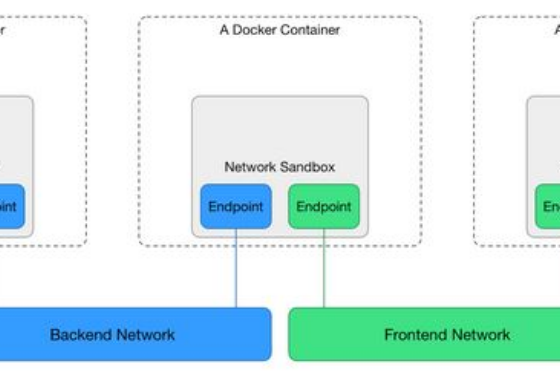 A Docker Container
Network Sandbox
Endpoint
Endpoint
Backend Network
Frontend Network